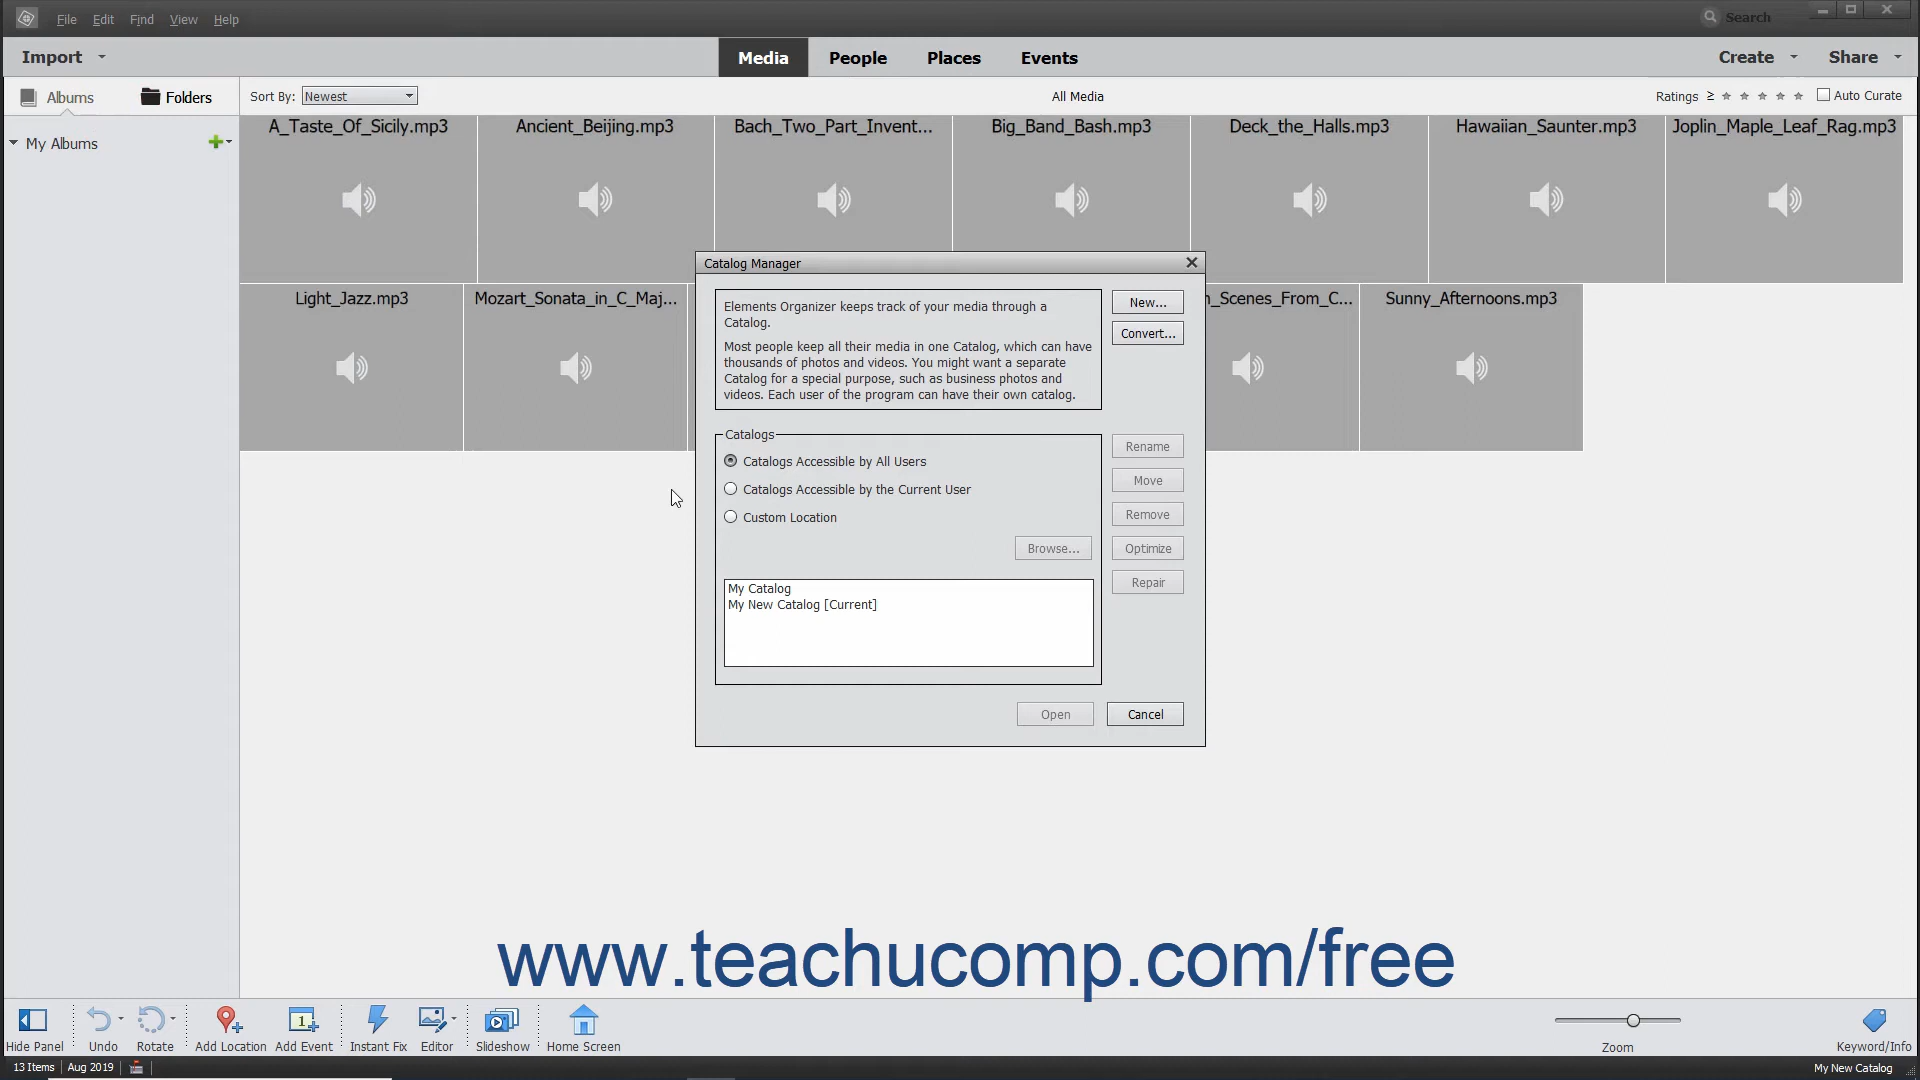 File Edit Find View Help
Search
Import
Media People Places Events
Create Share
Albums Folders
Sort By: Newest
All Media
Ratings ≥
Auto Curate
My Albums
A_Taste_Of_Sicily.mp3
Ancient_Beijing.mp3
Bach_Two_Part_Invent...
Big_Band_Bash.mp3
Deck_the_Halls.mp3
Hawaiian_Saunter.mp3
Joplin_Maple_Leaf_Rag.mp3
Light_Jazz.mp3
Mozart_Sonata_in_C_Maj...
_Scenes_From_C...
Sunny_Afternoons.mp3
Catalog Manager
Elements Organizer keeps track of your media through a
Catalog.
Most people keep all their media in one Catalog, which can have
thousands of photos and videos. You might want a separate
Catalog for a special purpose, such as business photos and
videos. Each user of the program can have their own catalog.
New...
Convert...
Catalogs
Catalogs Accessible by All Users
Catalogs Accessible by the Current User
Custom Location
Browse...
Rename
Move
Remove
Optimize
Repair
My Catalog
My New Catalog [Current]
Open
Cancel
www.teachucomp.com/free
1
Hide Panel Undo Rotate Add Location Add Event Instant Fix Editor Slideshow Home Screen
Zoom
Keyword/Info
13 Items Aug 2019
My New Catalog